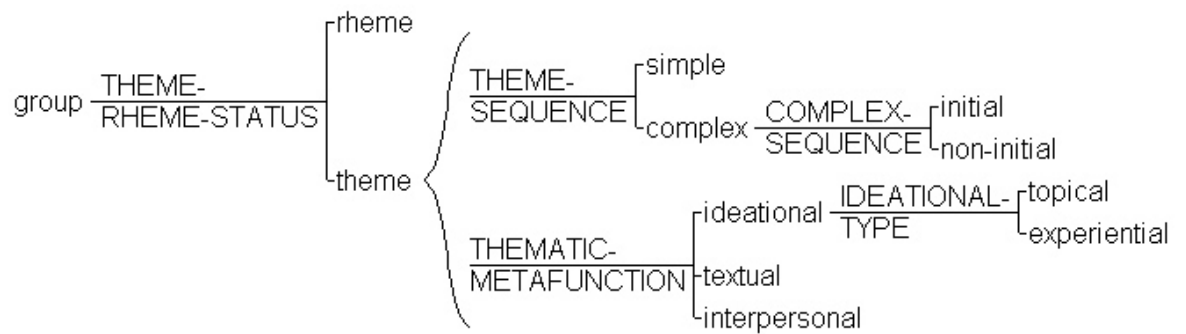 group
THEME-
RHEME-STATUS
rheme
theme
THEME-
SEQUENCE
simple
complex
COMPLEX-
SEQUENCE
initial
non-initial
THEMATIC-
METAFUNCTION
ideational
IDEATIONAL-
TYPE
topical
experiential
textual
interpersonal